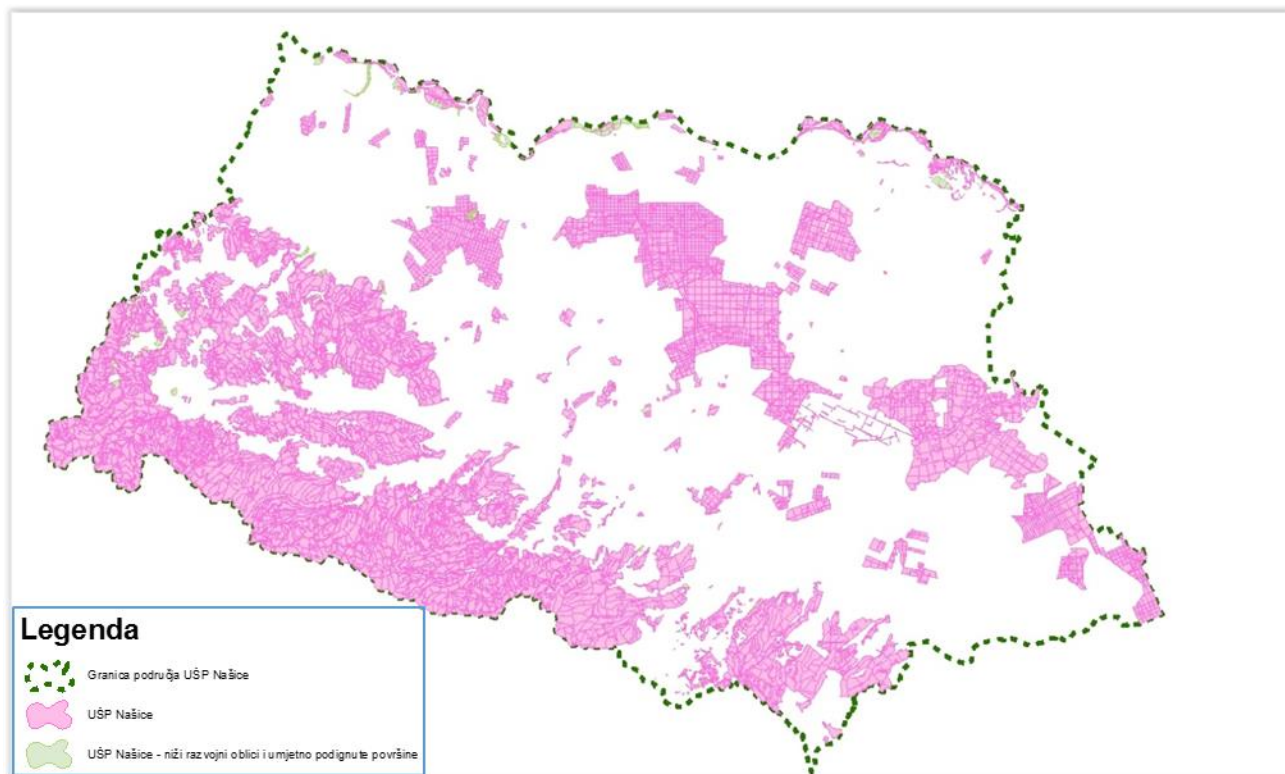 Legenda
Granica područja UŠP Našice
UŠP Našice
UŠP Našice - niži razvojni oblici i umjetno podignute površine